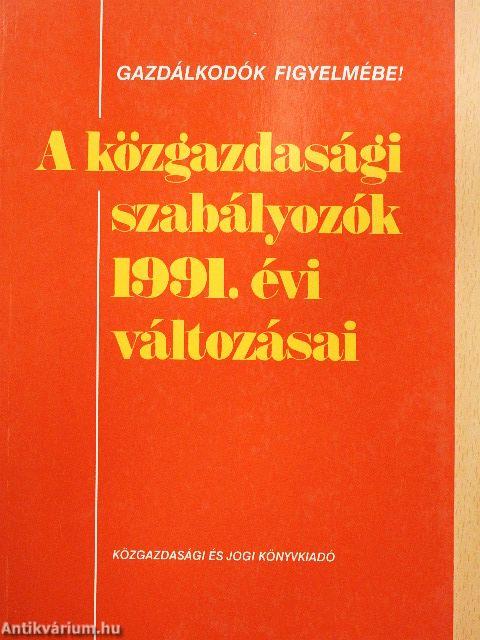 GAZDÁLKODÓK FIGYELMÉBE!
A közgazdasági
szabályozók
1991. évi
változásai
KÖZGAZDASÁGI ÉS JOGI KÖNYVKIADÓ
Antikvárium.hu